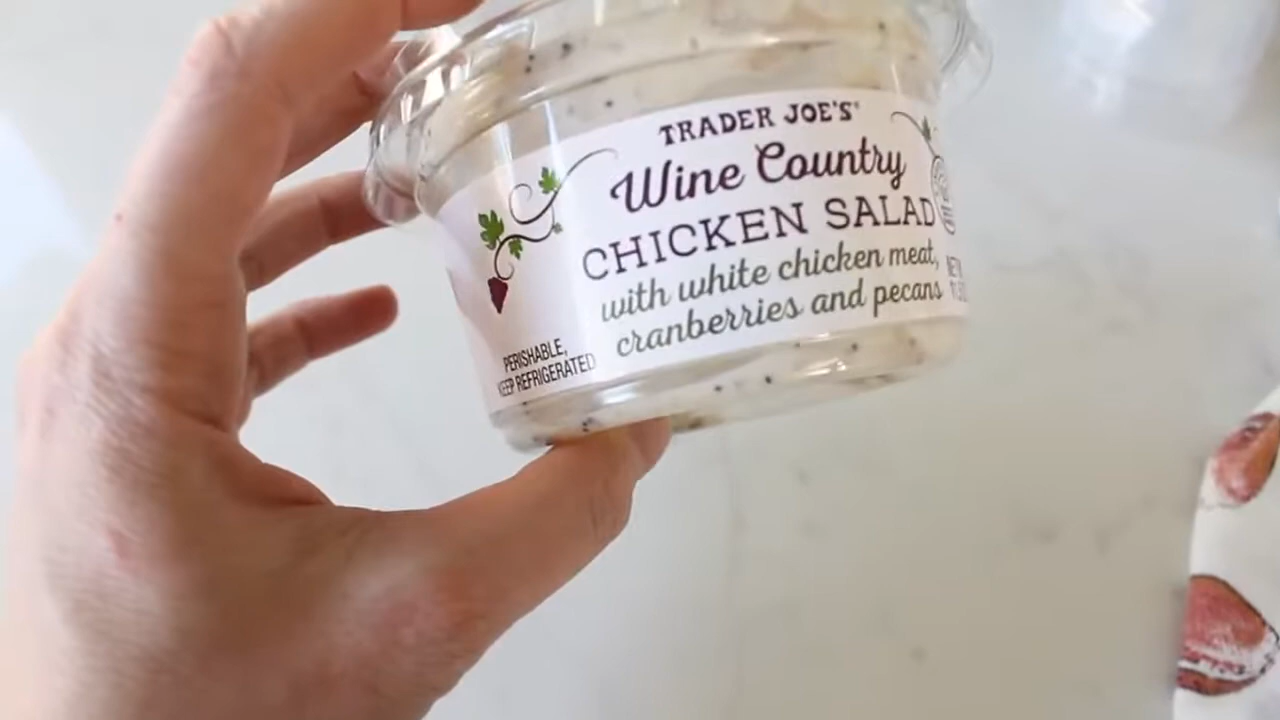 TRADER JOE'S
Wine Country
CHICKEN SALAD
with white chicken meat,
cranberries and pecans
PERISHABLE,
KEEP REFRIGERATED